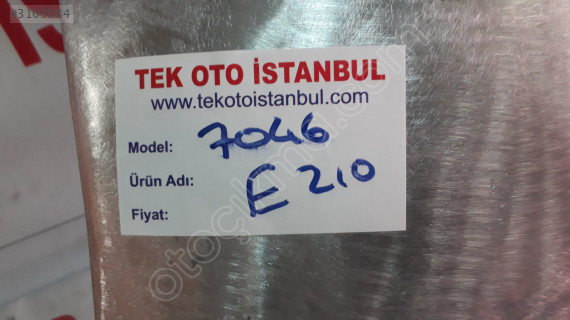 TEK OTO İSTANBUL
www.tekotoistanbul.com
Model: 7046
Ürün Adı: E 210
Fiyat: